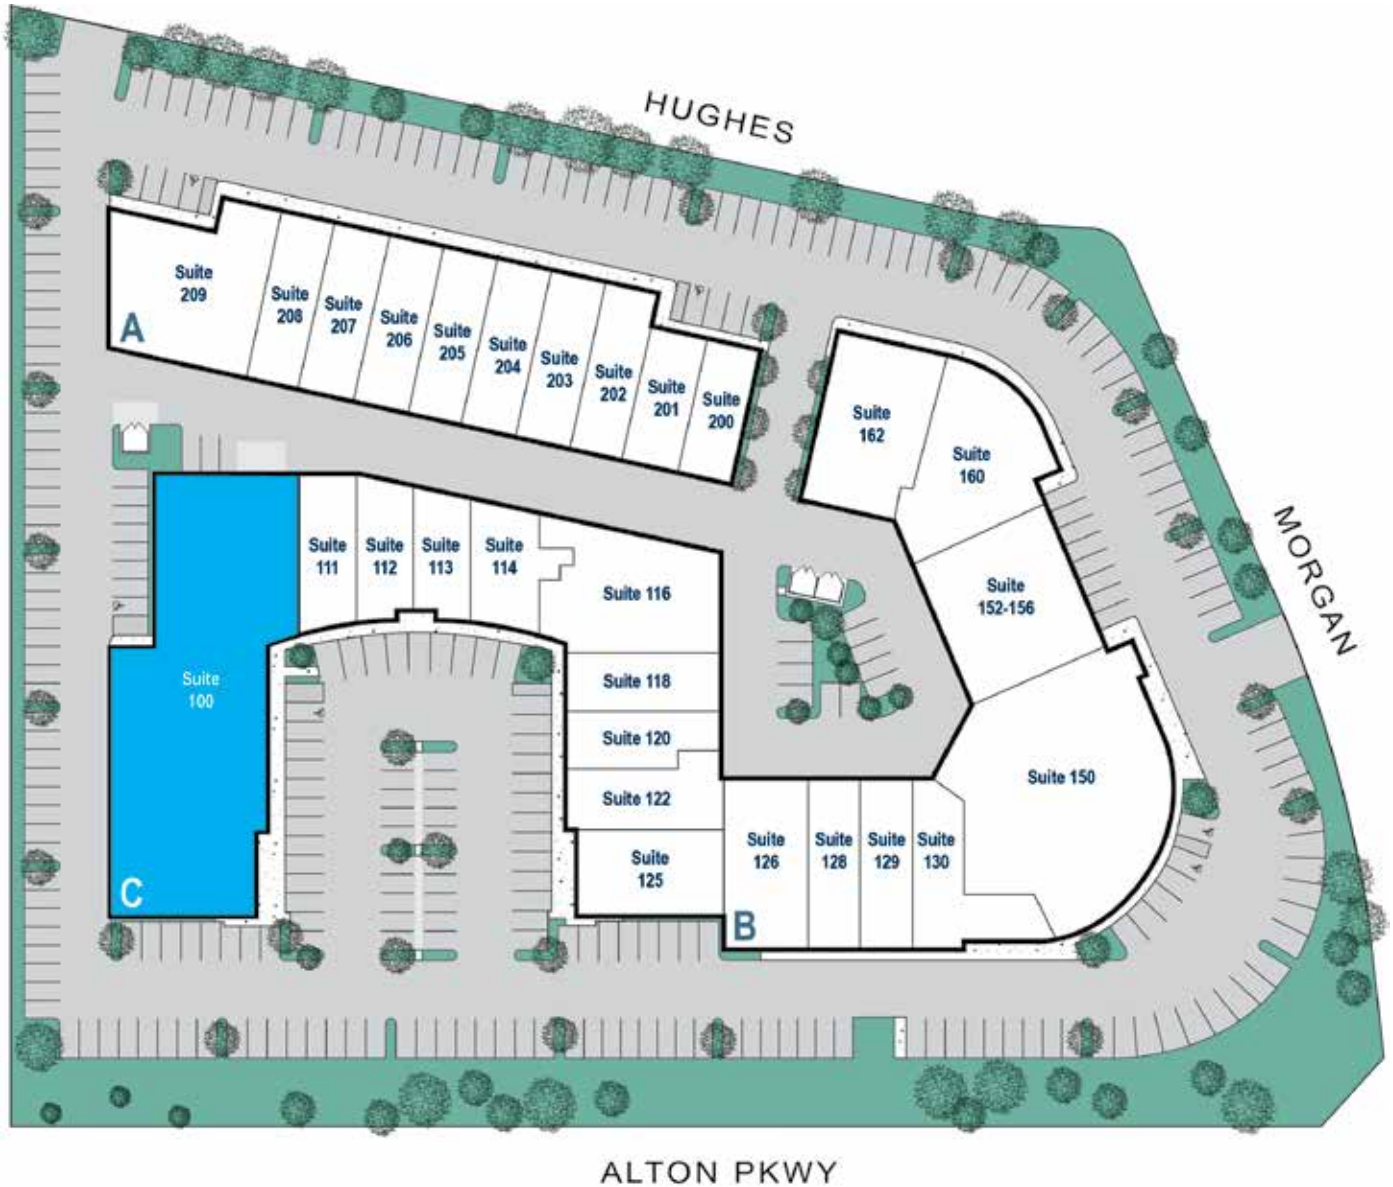 HUGHES
Suite
209
A
Suite
208
Suite
207
Suite
206
Suite
205
Suite
204
Suite
203
Suite
202
Suite
201
Suite
200
Suite
162
Suite
160
MORGAN
Suite
111
Suite
112
Suite
113
Suite
114
Suite 116
Suite
152-156
Suite
100
Suite 118
Suite 120
Suite 122
Suite 150
Suite
125
Suite
126
Suite
128
Suite
129
Suite
130
C
B
ALTON PKWY